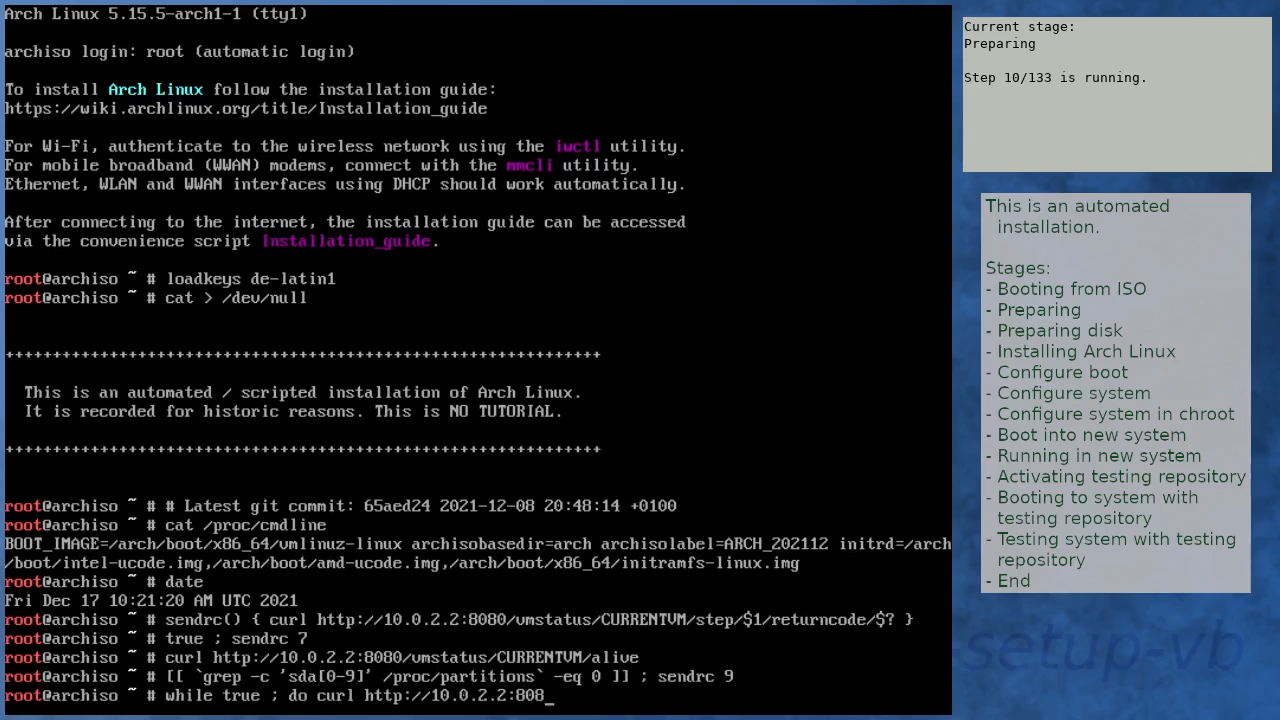 Arch Linux 5.15.5-arch1-1 (tty1)
archiso login: root (automatic login)
To install Arch Linux follow the installation guide:
https://wiki.archlinux.org/title/Installation_guide
For Wi-Fi, authenticate to the wireless network using the iwctl utility.
For mobile broadband (WWAN) modems, connect with the mmcli utility.
Ethernet, WLAN and WWAN interfaces using DHCP should work automatically.
After connecting to the internet, the installation guide can be accessed
via the convenience script Installation_guide.
root@archiso ~ # loadkeys de-latin1
root@archiso ~ # cat > /dev/null
+++++++++++++++++++++++++++++++++++++++++++++++++++++++++++++++
This is an automated / scripted installation of Arch Linux.
It is recorded for historic reasons. This is NO TUTORIAL.
+++++++++++++++++++++++++++++++++++++++++++++++++++++++++++++++
root@archiso ~ # # Latest git commit: 65aed24 2021-12-08 20:48:14 +0100
root@archiso ~ # cat /proc/cmdline
BOOT_IMAGE=/arch/boot/x86_64/vmlinuz-linux archisobasedir=arch archisolabel=ARCH_202112 initrd=/arch
/boot/intel-ucode.img,/arch/boot/amd-ucode.img,/arch/boot/x86_64/initramfs-linux.img
root@archiso ~ # date
Fri Dec 17 10:21:20 AM UTC 2021
root@archiso ~ # sendrc() { curl http://10.0.2.2:8080/vmstatus/CURRENTVM/step/$1/returncode/$? }
root@archiso ~ # true ; sendrc 7
root@archiso ~ # curl http://10.0.2.2:8080/vmstatus/CURRENTVM/alive
root@archiso ~ # [[ `grep -c 'sda[0-9]' /proc/partitions` -eq 0 ]] ; sendrc 9
root@archiso ~ # while true ; do curl http://10.0.2.2:808_
Current stage:
Preparing
Step 10/133 is running.
This is an automated
installation.
Stages:
- Booting from ISO
- Preparing
- Preparing disk
- Installing Arch Linux
- Configure boot
- Configure system
- Configure system in chroot
- Boot into new system
- Running in new system
- Activating testing repository
- Booting to system with
testing repository
- Testing system with testing
repository
- End
-setup-vb